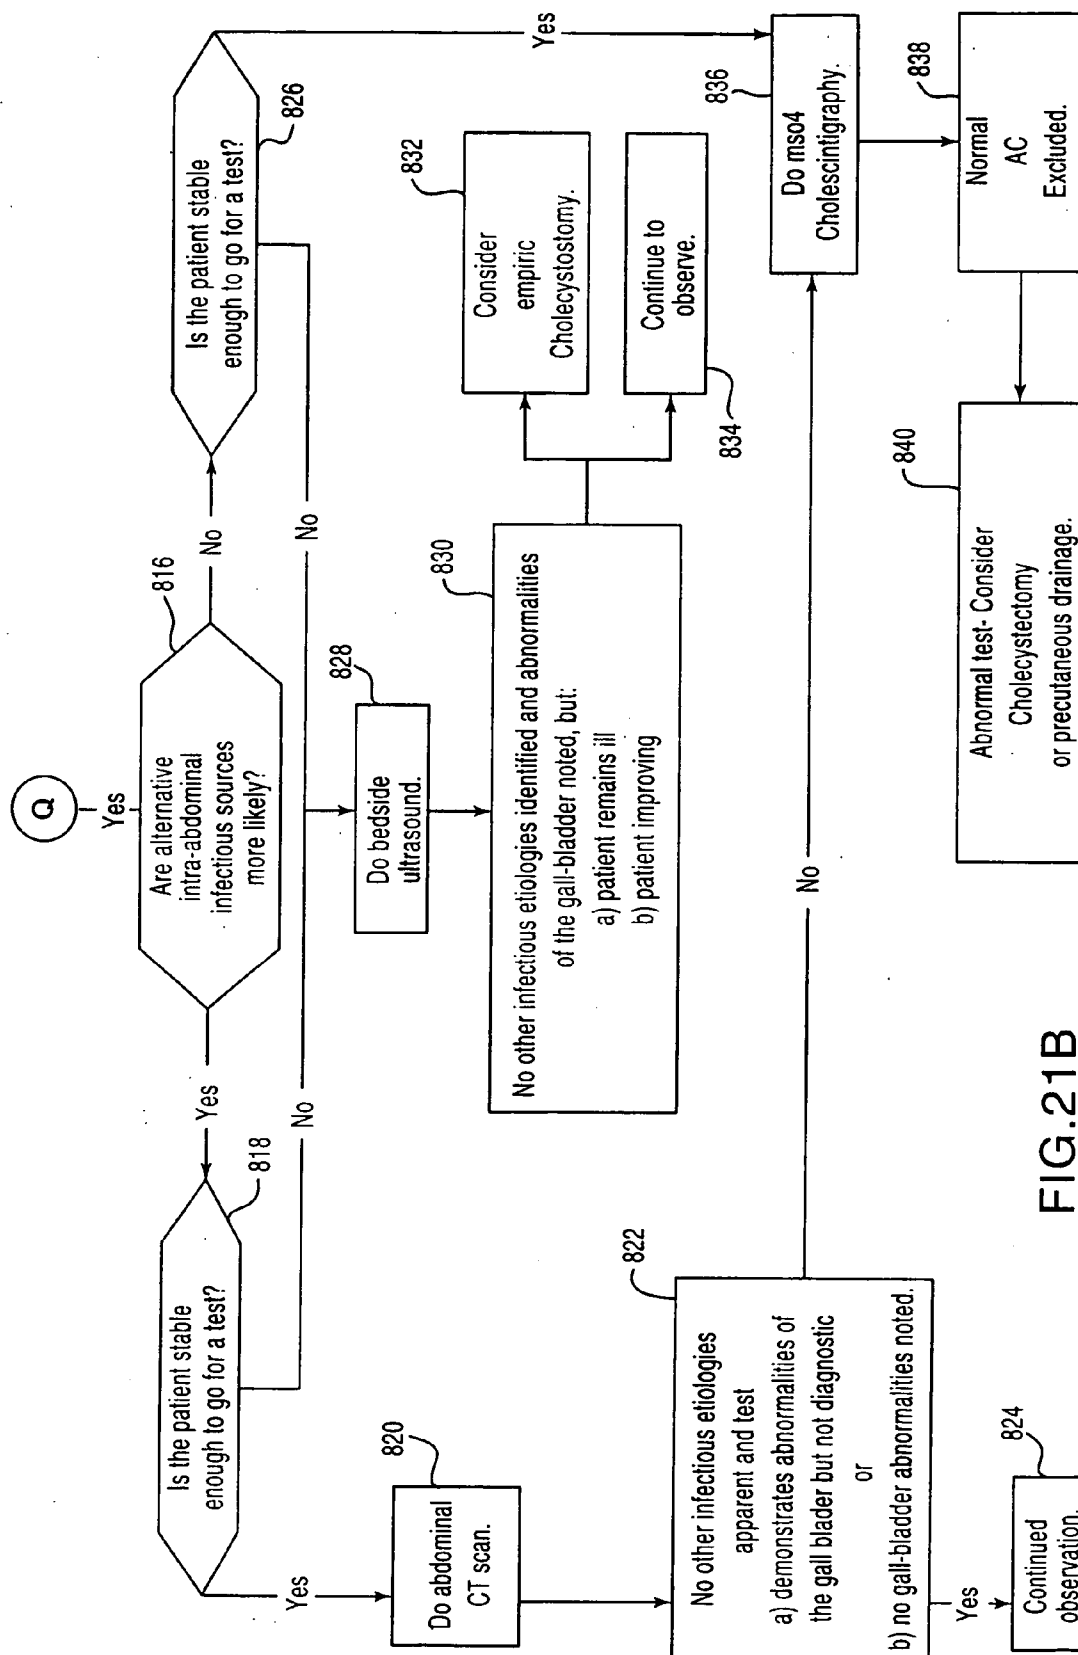 Q
Yes
816
Are alternative
intra-abdominal
infectious sources
more likely?
Yes
No
818
Is the patient stable
enough to go for a test?
826
Is the patient stable
enough to go for a test?
No
No
Yes
Yes
820
Do abdominal
CT scan.
828
Do bedside
ultrasound.
830
No other infectious etiologies identified and abnormalities
of the gall-bladder noted, but:
a) patient remains ill
b) patient improving
832
Consider
empiric
Cholecystostomy.
Continue to
observe.
834
822
No other infectious etiologies
apparent and test
a) demonstrates abnormalities of
the gall blader but not diagnostic
or
b) no gall-bladder abnormalities noted.
No
Yes
824
Continued
observation.
836
Do mso4
Cholescintigraphy.
838
Normal
AC
Excluded.
840
Abnormal test- Consider
Cholecystectomy
or precutaneous drainage.
FIG.21B